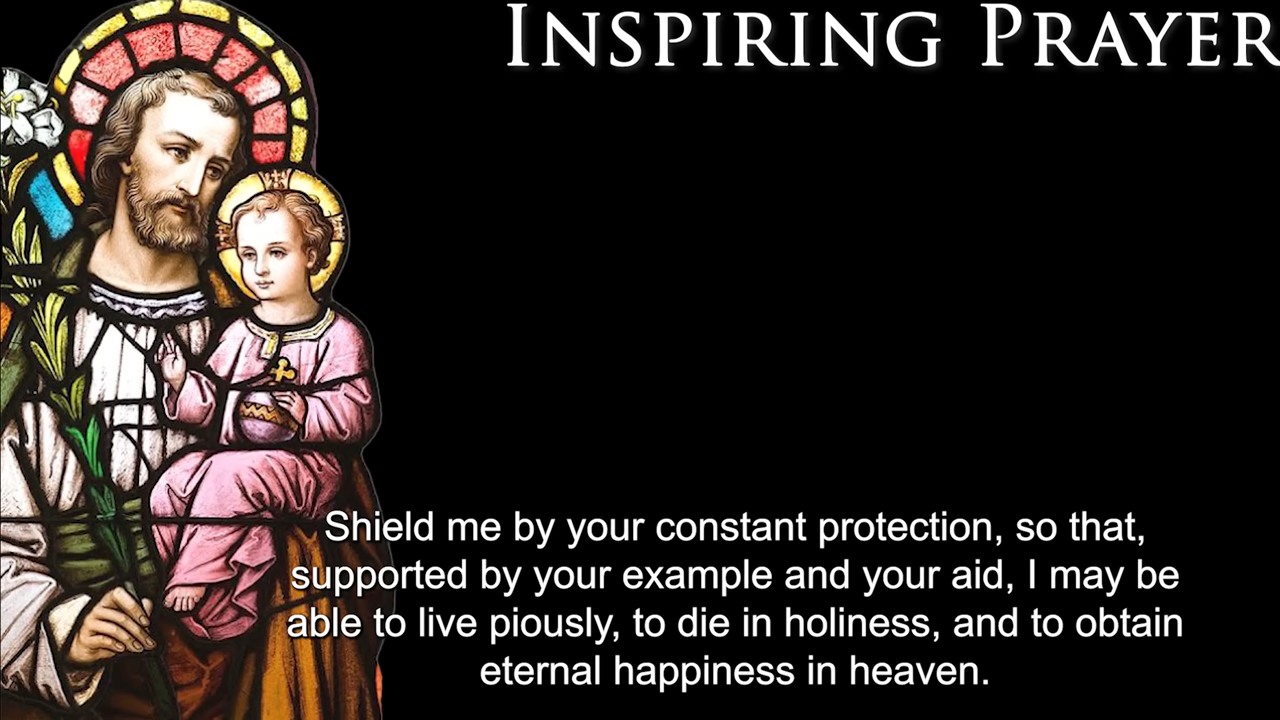 INSPIRING PRAYER
Shield me by your constant protection, so that,
supported by your example and your aid, I may be
able to live piously, to die in holiness, and to obtain
eternal happiness in heaven.